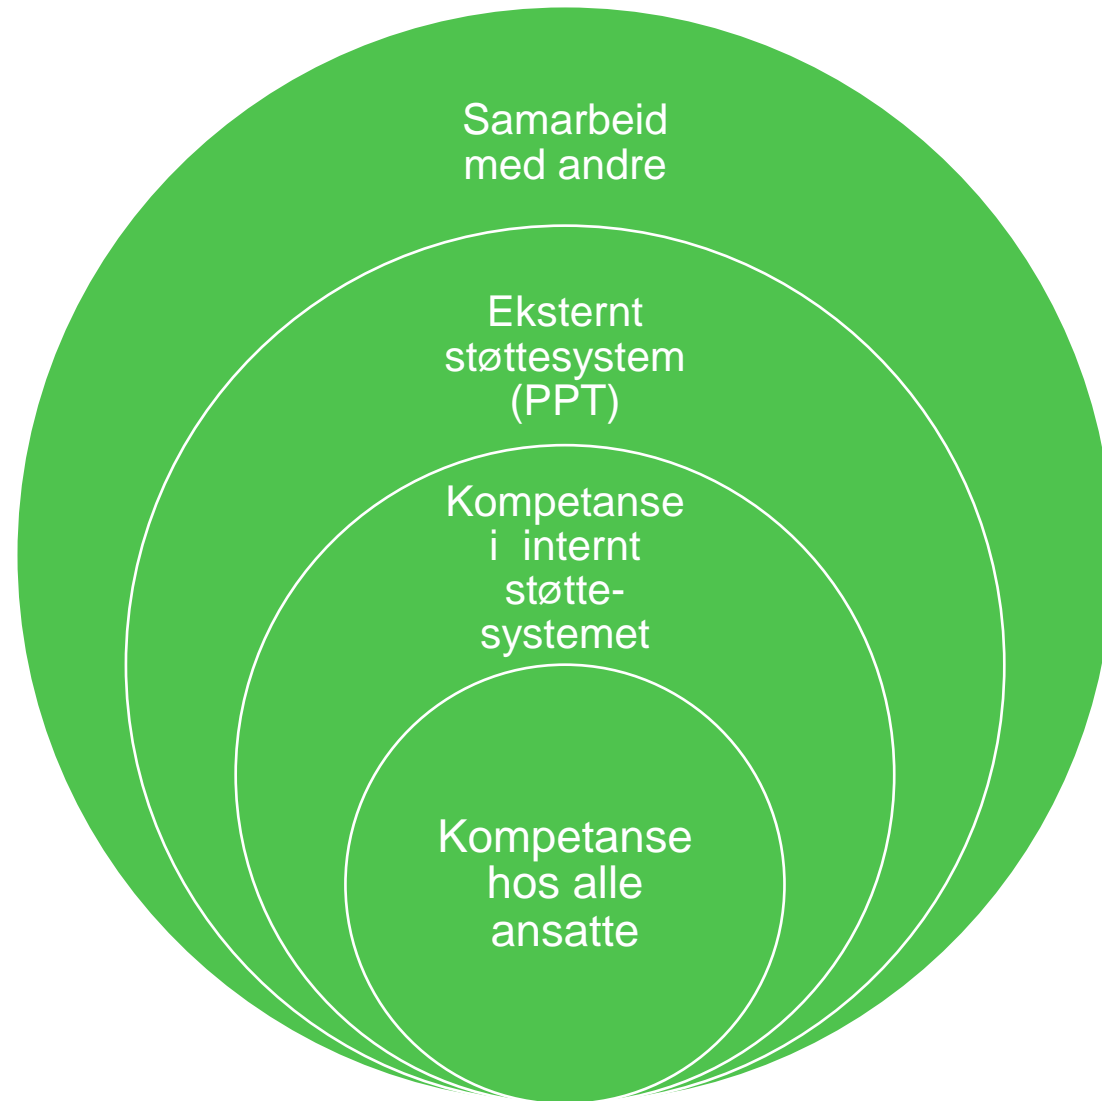 Samarbeid
med andre
Eksternt
støttesystem
(PPT)
Kompetanse
i  internt
støtte-
systemet
Kompetanse
hos alle
ansatte